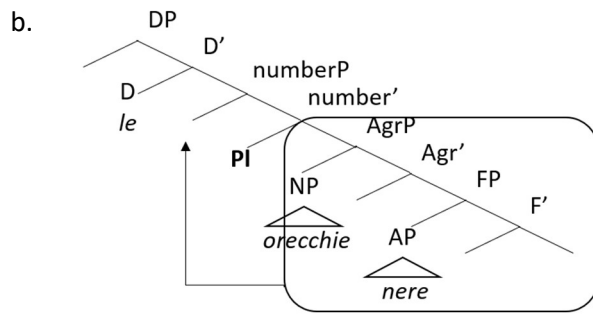 b.
DP
D'
D
le
numberP
number'
Pl
AgrP
NP
orecchie
Agr'
FP
AP
nere
F'